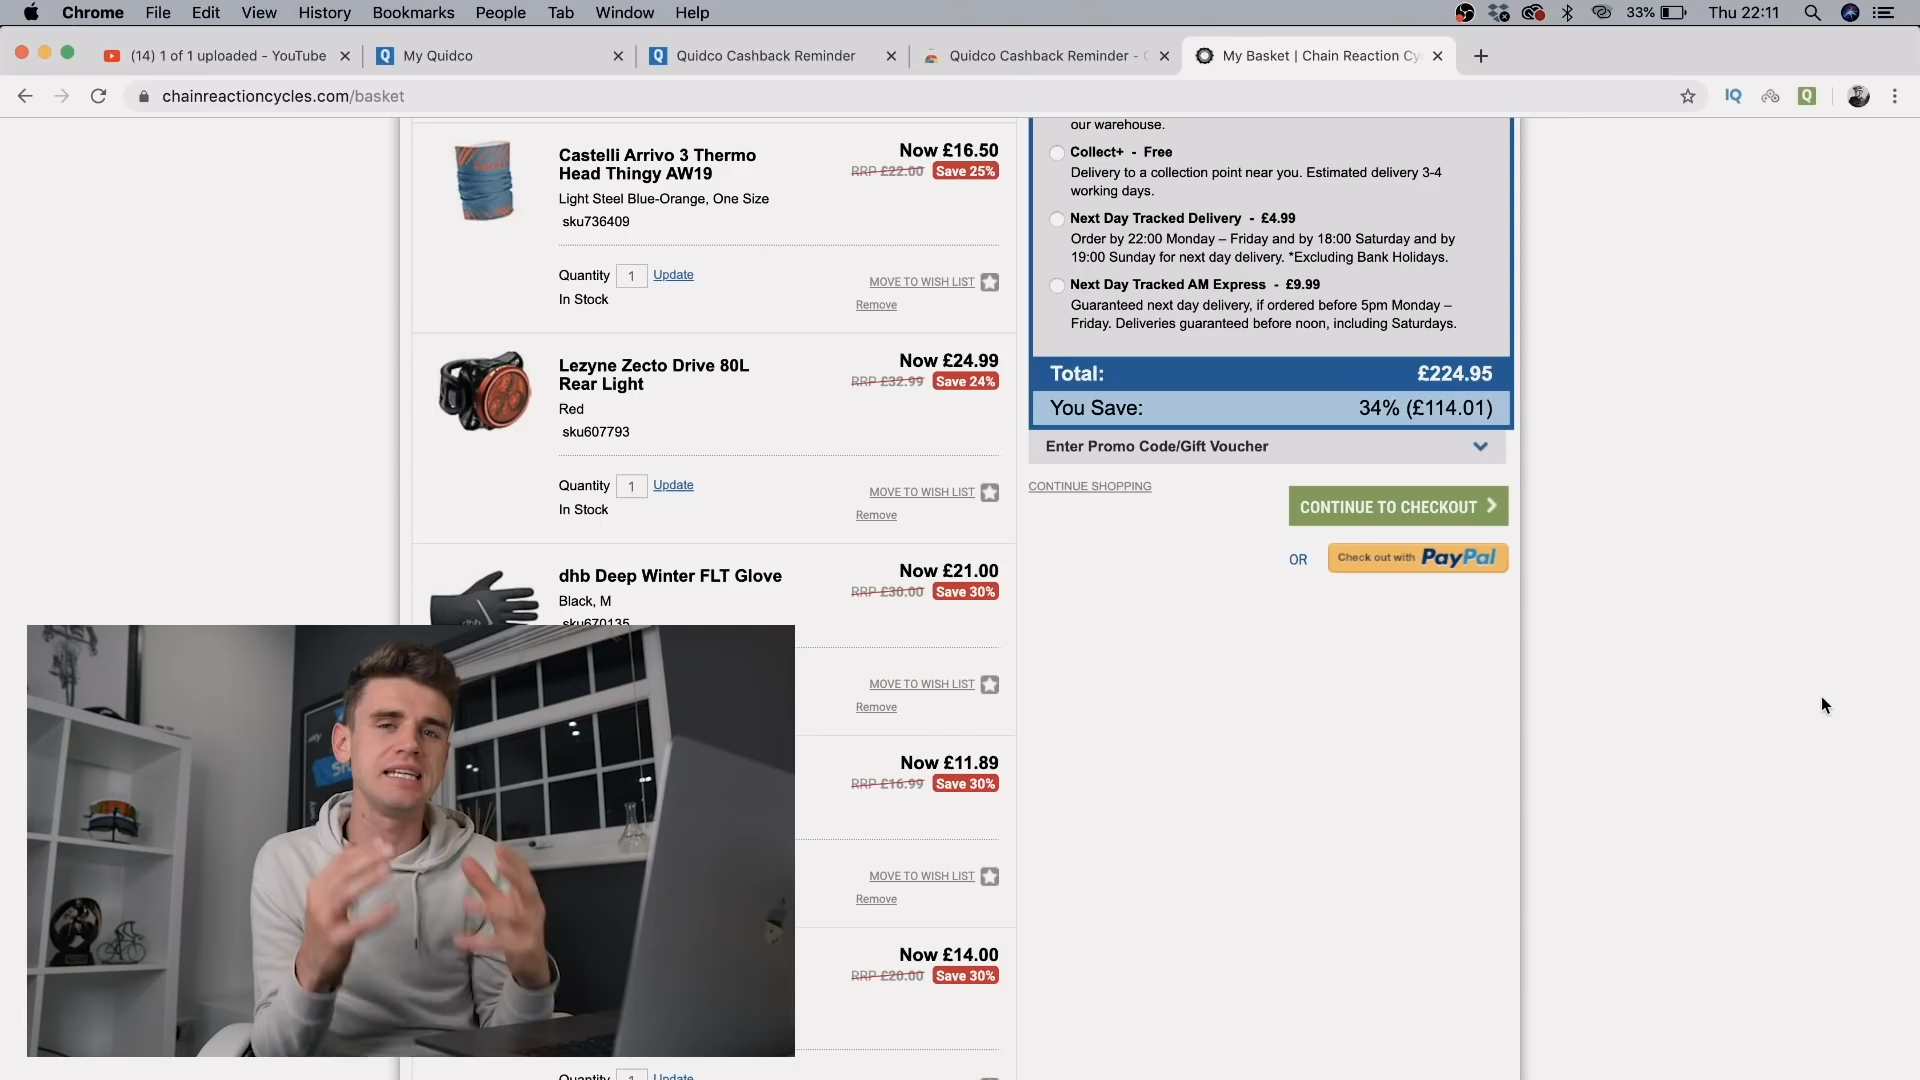 Chrome File Edit View History Bookmarks People Tab Window Help 33% Thu 22:11
(14) 1 of 1 uploaded - YouTube My Quidco Quidco Cashback Reminder Quidco Cashback Reminder - My Basket | Chain Reaction Cy
chainreactioncycles.com/basket IQ Q
Castelli Arrivo 3 Thermo
Head Thingy AW19
Light Steel Blue-Orange, One Size
sku736409
Now £16.50
RRP £22.00 Save 25%
Quantity 1 Update
In Stock
MOVE TO WISH LIST
Remove
Lezyne Zecto Drive 80L
Rear Light
Red
sku607793
Now £24.99
RRP £32.99 Save 24%
Quantity 1 Update
In Stock
MOVE TO WISH LIST
Remove
dhb Deep Winter FLT Glove
Black, M
sku670135
Now £21.00
RRP £30.00 Save 30%
MOVE TO WISH LIST
Remove
Now £11.89
RRP £16.99 Save 30%
MOVE TO WISH LIST
Remove
Now £14.00
RRP £20.00 Save 30%
Quantity 1 Update
our warehouse.
Collect+ - Free
Delivery to a collection point near you. Estimated delivery 3-4
working days.
Next Day Tracked Delivery - £4.99
Order by 22:00 Monday – Friday and by 18:00 Saturday and by
19:00 Sunday for next day delivery. *Excluding Bank Holidays.
Next Day Tracked AM Express - £9.99
Guaranteed next day delivery, if ordered before 5pm Monday –
Friday. Deliveries guaranteed before noon, including Saturdays.
Total: £224.95
You Save: 34% (£114.01)
Enter Promo Code/Gift Voucher
CONTINUE SHOPPING
CONTINUE TO CHECKOUT
OR Check out with PayPal